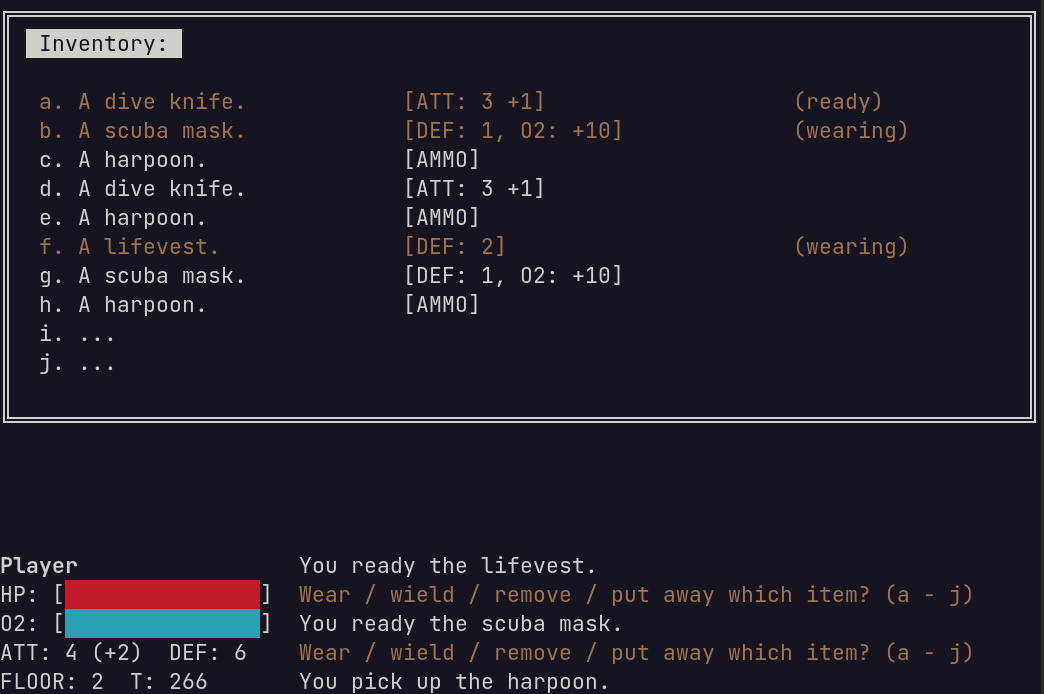 Inventory:
a. A dive knife. [ATT: 3 +1] (ready)
b. A scuba mask. [DEF: 1, O2: +10] (wearing)
c. A harpoon. [AMMO]
d. A dive knife. [ATT: 3 +1]
e. A harpoon. [AMMO]
f. A lifevest. [DEF: 2] (wearing)
g. A scuba mask. [DEF: 1, O2: +10]
h. A harpoon. [AMMO]
i. ...
j. ...
Player You ready the lifevest.
HP: [ ] Wear / wield / remove / put away which item? (a - j)
O2: [ ] You ready the scuba mask.
ATT: 4 (+2) DEF: 6 Wear / wield / remove / put away which item? (a - j)
FLOOR: 2 T: 266 You pick up the harpoon.